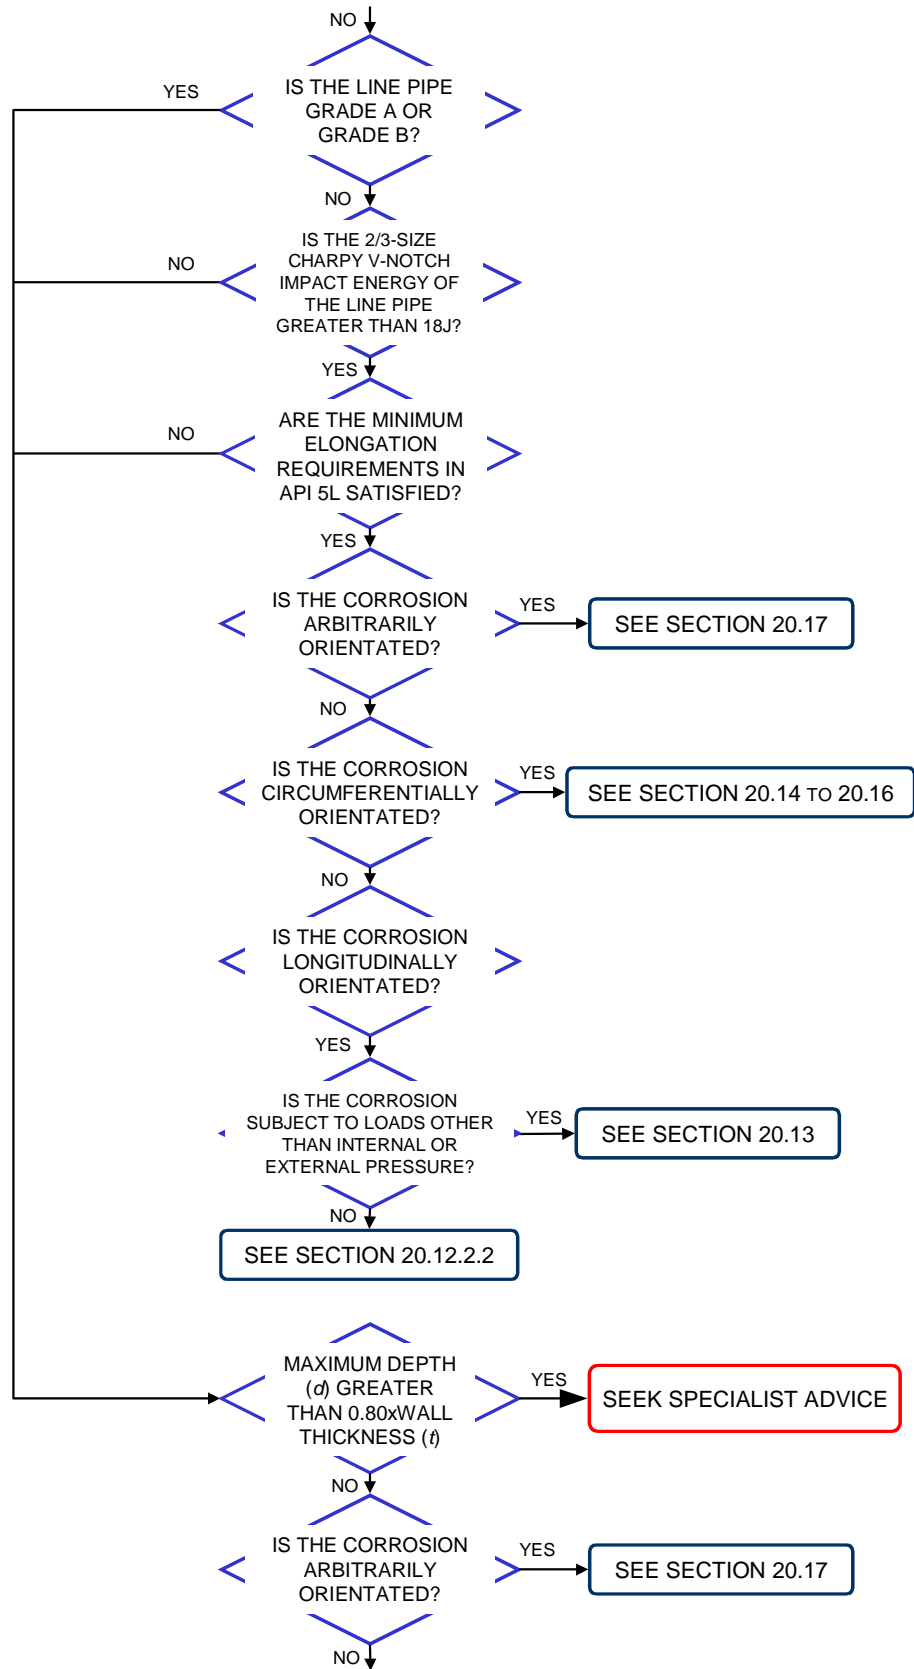 NO
IS THE LINE PIPE
GRADE A OR
GRADE B?
YES
NO
IS THE 2/3-SIZE
CHARPY V-NOTCH
IMPACT ENERGY OF
THE LINE PIPE
GREATER THAN 18J?
NO
YES
ARE THE MINIMUM
ELONGATION
REQUIREMENTS IN
API 5L SATISFIED?
NO
YES
IS THE CORROSION
ARBITRARILY
ORIENTATED?
YES
SEE SECTION 20.17
NO
IS THE CORROSION
CIRCUMFERENTIALLY
ORIENTATED?
YES
SEE SECTION 20.14 TO 20.16
NO
IS THE CORROSION
LONGITUDINALLY
ORIENTATED?
YES
IS THE CORROSION
SUBJECT TO LOADS OTHER
THAN INTERNAL OR
EXTERNAL PRESSURE?
YES
SEE SECTION 20.13
NO
SEE SECTION 20.12.2.2
MAXIMUM DEPTH
(d) GREATER
THAN 0.80xWALL
THICKNESS (t)
YES
SEEK SPECIALIST ADVICE
NO
IS THE CORROSION
ARBITRARILY
ORIENTATED?
YES
SEE SECTION 20.17
NO